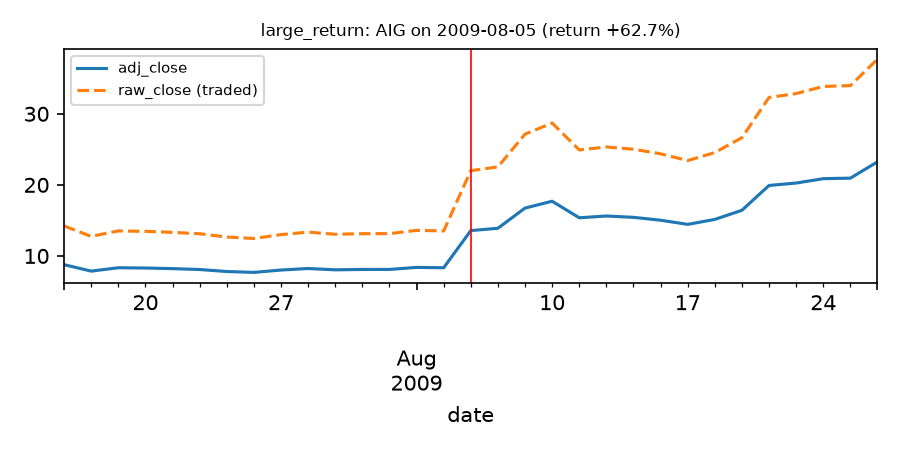 large_return: AIG on 2009-08-05 (return +62.7%)
adj_close
raw_close (traded)
30
20
10
20
27
10
17
24
Aug
2009
date